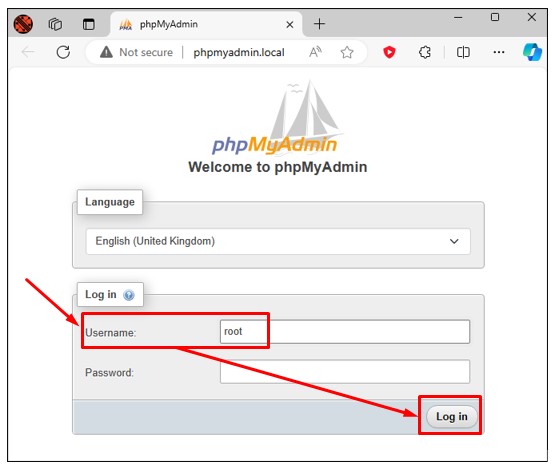 phpMyAdmin
Not secure phpmyadmin.local
phpMyAdmin
Welcome to phpMyAdmin
Language
English (United Kingdom)
Log in
Username: root
Password:
Log in